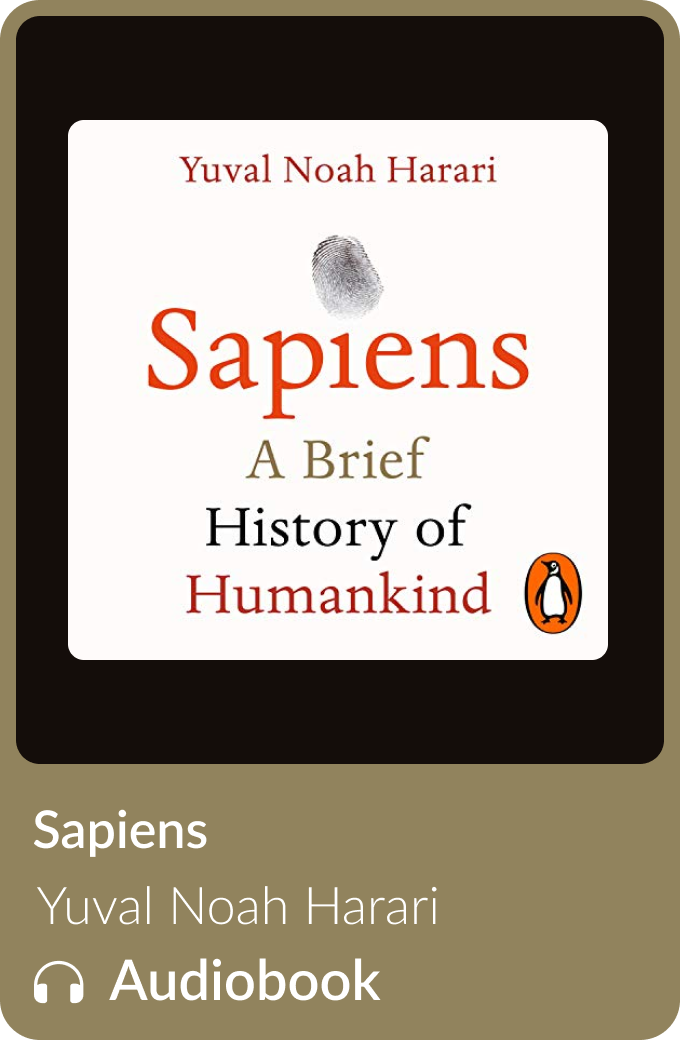 Yuval Noah Harari
Sapiens
A Brief
History of
Humankind
Sapiens
Yuval Noah Harari
Audiobook